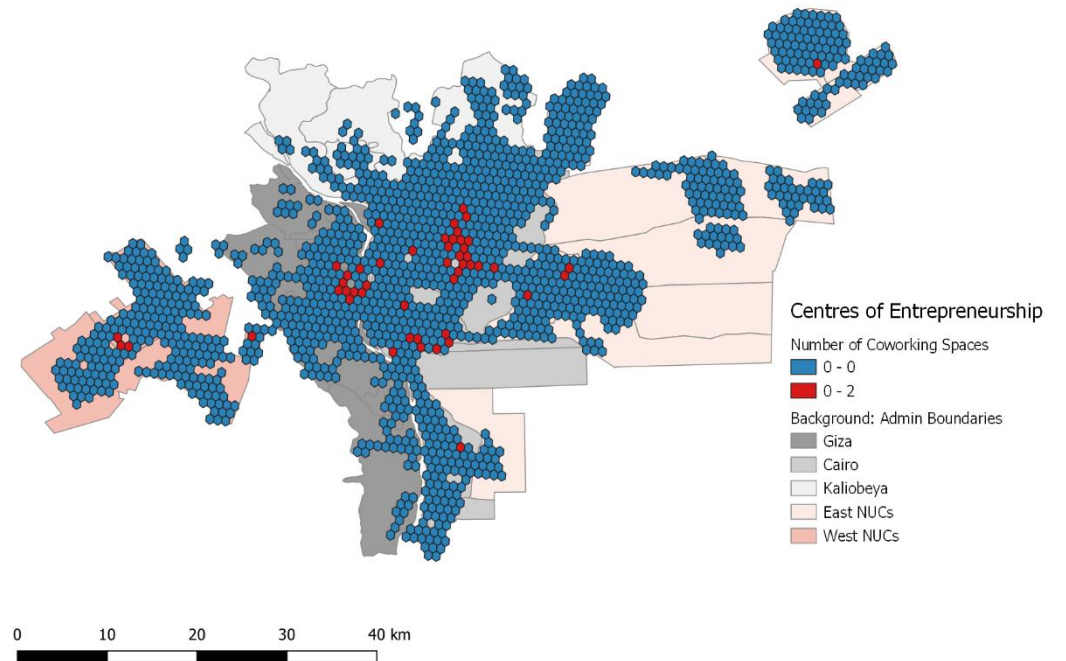 Centres of Entrepreneurship
Number of Coworking Spaces
0 - 0
0 - 2
Background: Admin Boundaries
Giza
Cairo
Kaliobeya
East NUCs
West NUCs
0 10 20 30 40 km